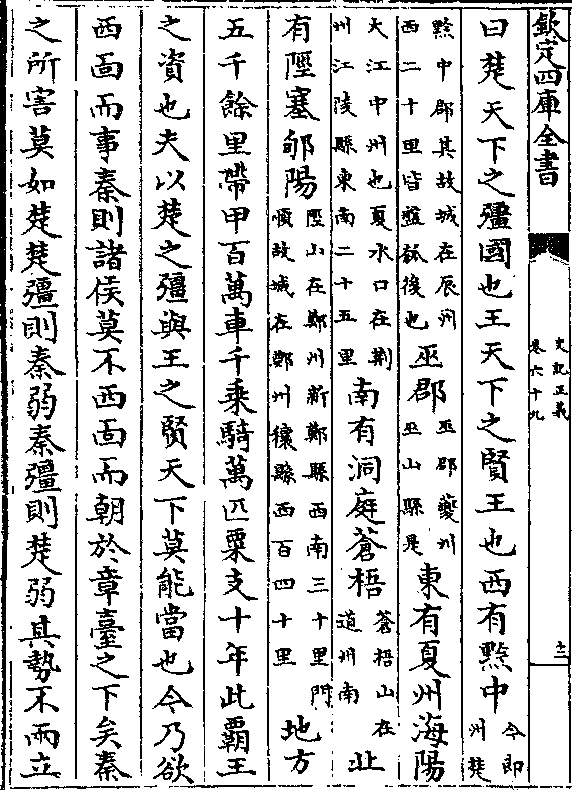 欽定四庫全書
史記正義
卷六十九
十二
曰楚天下之彊國也王天下之賢王也西有黔中今即州楚
黔中郡其故城在辰州西二十里皆盤瓠後也巫郡巫郡夔州巫山縣是東有夏州海陽
大江中州也夏水口在荆州江陵縣東南二十五里南有洞庭蒼梧蒼梧山在道州南北
有陘塞郇陽陘山在鄭州新鄭縣西南三十里門順故城在鄭州穰縣西百四十里地方
五千餘里帶甲百萬車千乘騎萬匹粟支十年此霸王
之資也夫以楚之彊與王之賢天下莫能當也今乃欲
西面而事秦則諸侯莫不西面而朝於章臺之下矣秦
之所害莫如楚楚彊則秦弱秦彊則楚弱其勢不兩立